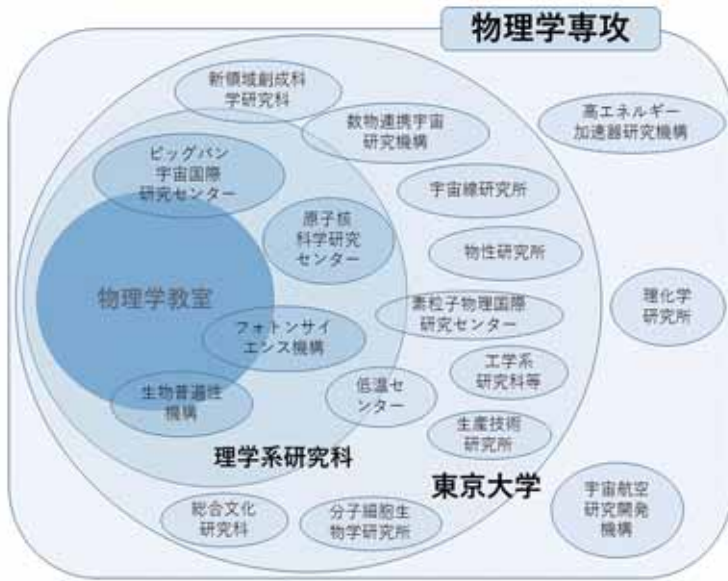 物理学専攻
新領域創成科
学研究科
数物連携宇宙
研究機構
高エネルギー
加速器研究機構
ビッグバン
宇宙国際
研究センター
宇宙線研究所
原子核
科学研究
センター
物性研究所
物理学教室
素粒子物理国際
研究センター
理化学
研究所
フォトンサイ
エンス機構
工学系
研究科等
生物普遍性
機構
低温セ
ンター
生産技術
研究所
理学系研究科
東京大学
総合文化
研究科
分子細胞生
物学研究所
宇宙航空
研究開発
機構